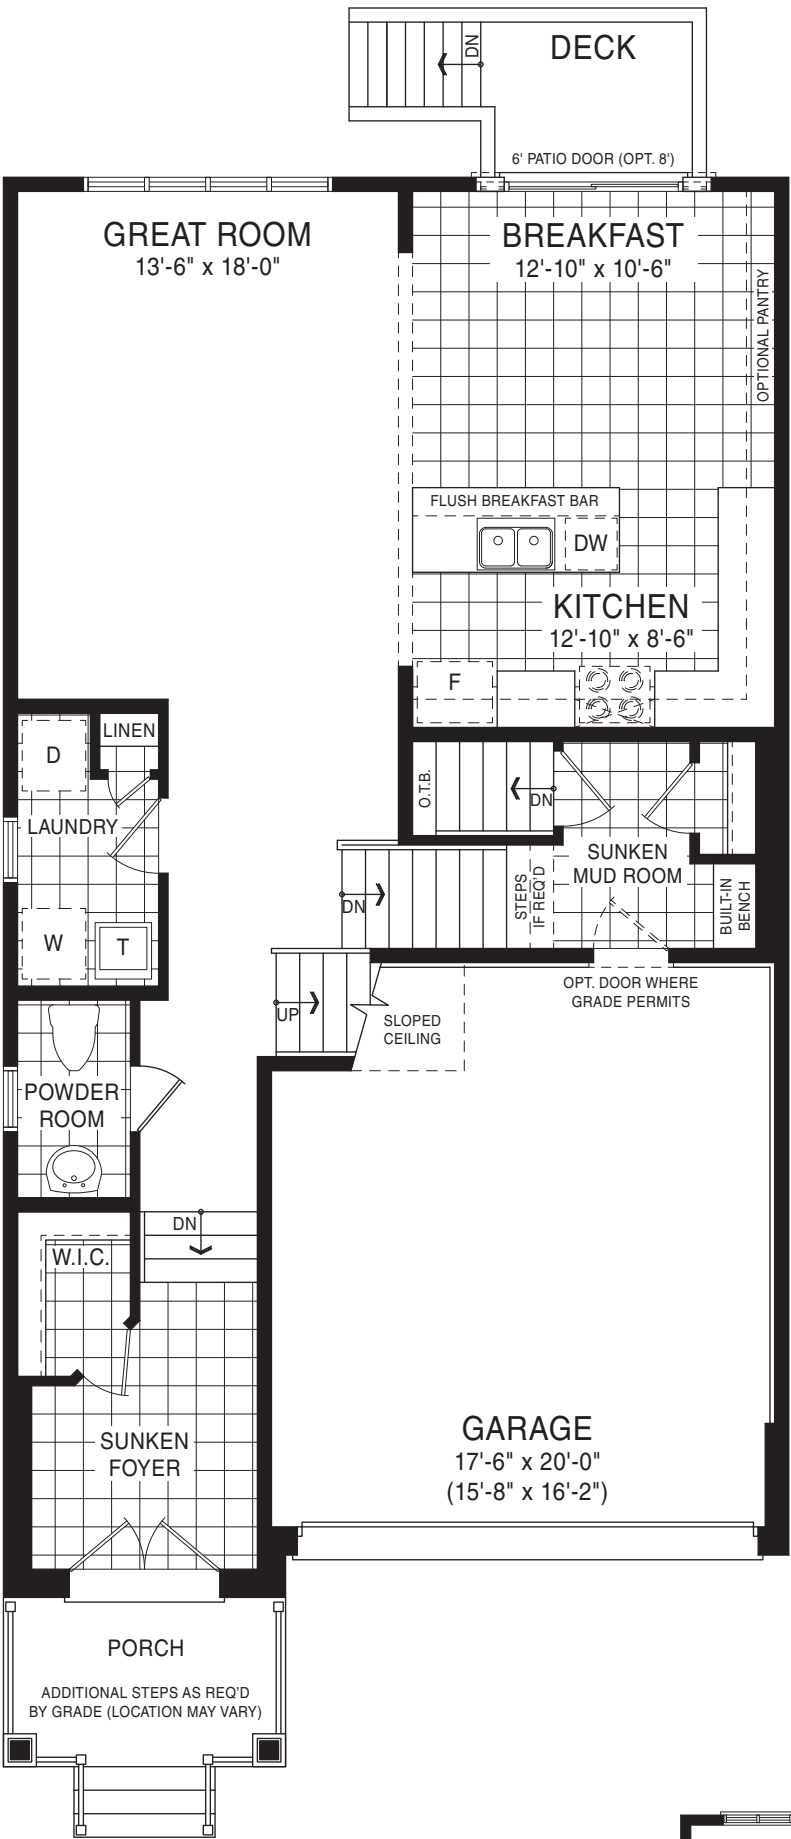 DN
DECK
6' PATIO DOOR (OPT. 8')
GREAT ROOM
13'-6" x 18'-0"
BREAKFAST
12'-10" x 10'-6"
OPTIONAL PANTRY
FLUSH BREAKFAST BAR
DW
KITCHEN
12'-10" x 8'-6"
F
LINEN
D
O.T.B.
DN
LAUNDRY
SUNKEN
MUD ROOM
STEPS
IF REQ'D
BUILT-IN
BENCH
DN
W
T
OPT. DOOR WHERE
GRADE PERMITS
UP
SLOPED
CEILING
POWDER
ROOM
DN
W.I.C.
SUNKEN
FOYER
GARAGE
17'-6" x 20'-0"
(15'-8" x 16'-2")
PORCH
ADDITIONAL STEPS AS REQ'D
BY GRADE (LOCATION MAY VARY)